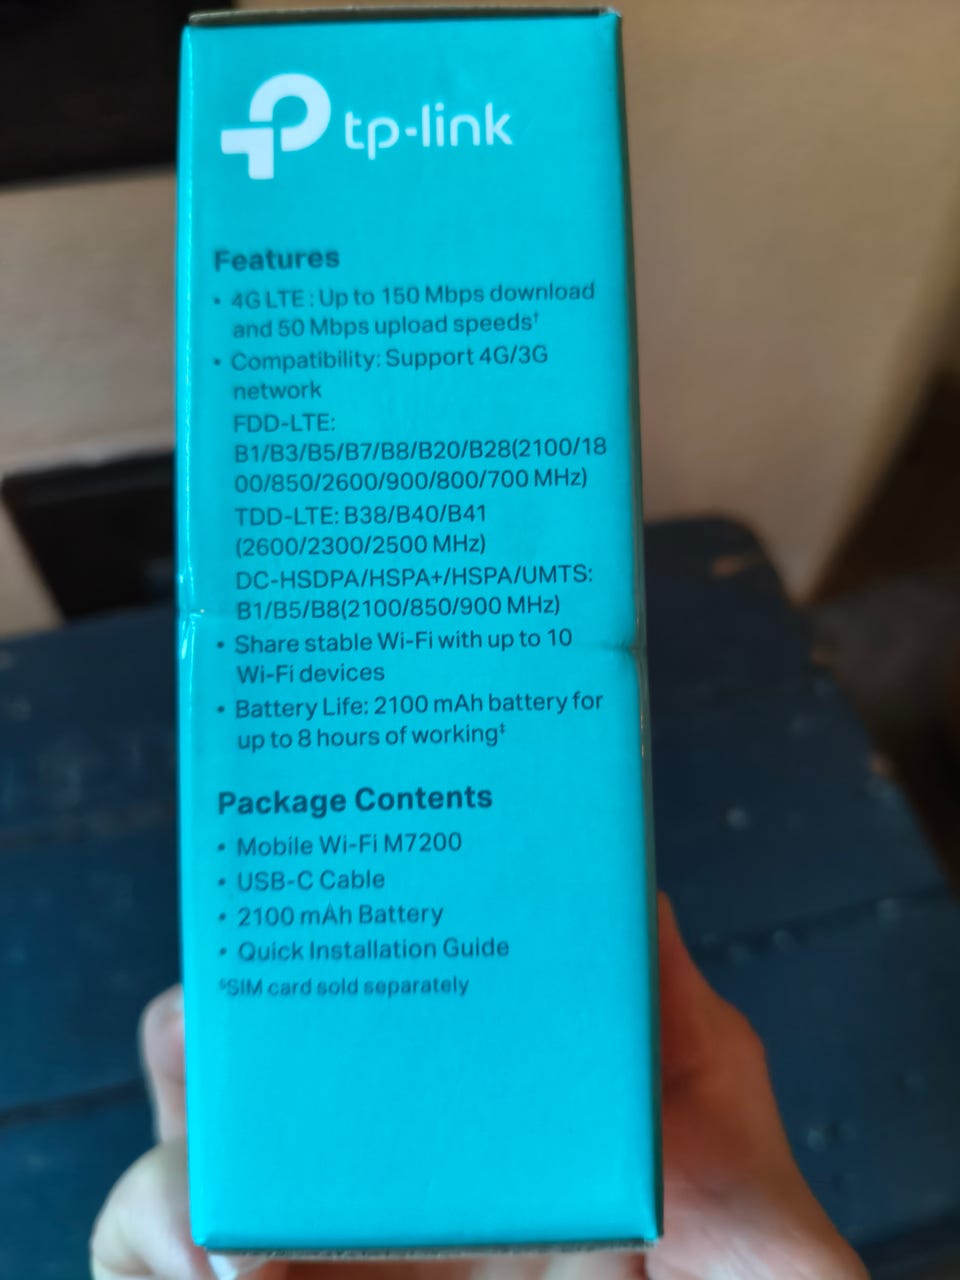 tp-link
Features
• 4G LTE : Up to 150 Mbps download
and 50 Mbps upload speeds†
• Compatibility: Support 4G/3G
network
FDD-LTE:
B1/B3/B5/B7/B8/B20/B28(2100/18
00/850/2600/900/800/700 MHz)
TDD-LTE: B38/B40/B41
(2600/2300/2500 MHz)
DC-HSDPA/HSPA+/HSPA/UMTS:
B1/B5/B8(2100/850/900 MHz)
• Share stable Wi-Fi with up to 10
Wi-Fi devices
• Battery Life: 2100 mAh battery for
up to 8 hours of working‡
Package Contents
• Mobile Wi-Fi M7200
• USB-C Cable
• 2100 mAh Battery
• Quick Installation Guide
§SIM card sold separately